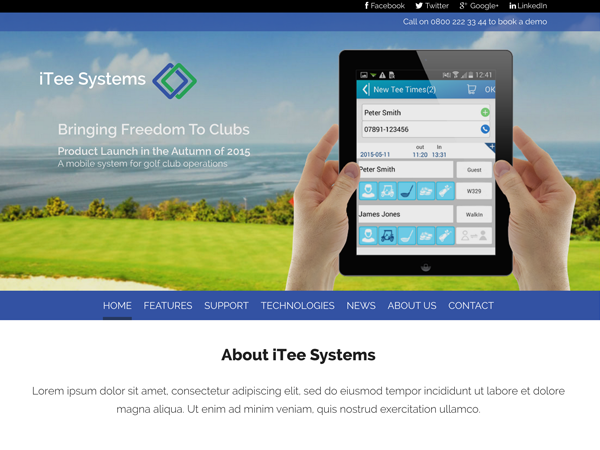 Facebook Twitter Google+ LinkedIn
Call on 0800 222 33 44 to book a demo
iTee Systems
Bringing Freedom To Clubs
Product Launch in the Autumn of 2015
A mobile system for golf club operations
12:41
New Tee Times(2) OK
Peter Smith
07891-123456
out in
2015-05-11 11:20 13:31
Peter Smith Guest
W329
James Jones Walkin
HOME FEATURES SUPPORT TECHNOLOGIES NEWS ABOUT US CONTACT
About iTee Systems
Lorem ipsum dolor sit amet, consectetur adipiscing elit, sed do eiusmod tempor incididunt ut labore et dolore
magna aliqua. Ut enim ad minim veniam, quis nostrud exercitation ullamco.